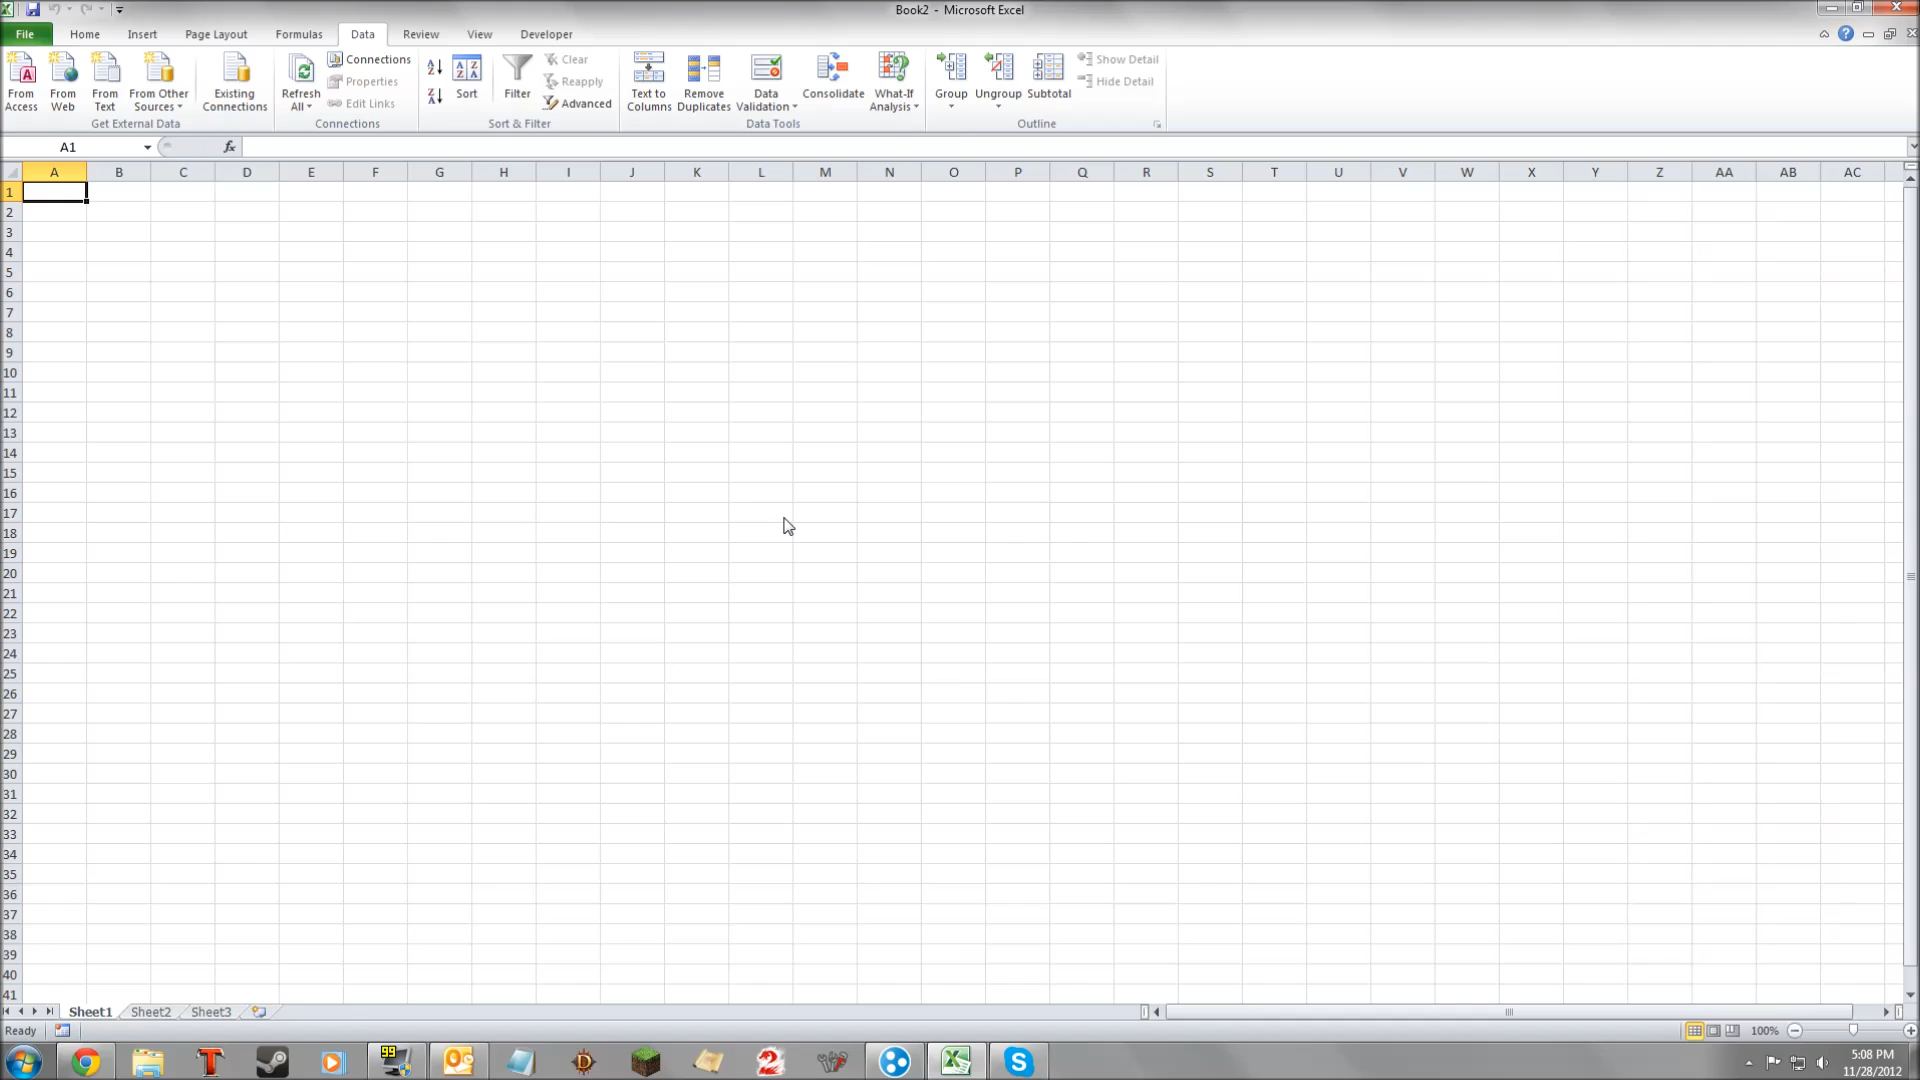 Book2 - Microsoft Excel
File Home Insert Page Layout Formulas Data Review View Developer
From Access
From Web
From Text
From Other Sources
Existing Connections
Get External Data
Refresh All
Connections
Properties
Edit Links
Connections
Sort
Filter
Clear
Reapply
Advanced
Sort & Filter
Text to Columns
Remove Duplicates
Data Validation
Consolidate
What-If Analysis
Data Tools
Group
Ungroup
Subtotal
Show Detail
Hide Detail
Outline
A1 fx
A B C D E F G H I J K L M N O P Q R S T U V W X Y Z AA AB AC
1
2
3
4
5
6
7
8
9
10
11
12
13
14
15
16
17
18
19
20
21
22
23
24
25
26
27
28
29
30
31
32
33
34
35
36
37
38
39
40
41
Sheet1 Sheet2 Sheet3
Ready 100%
99
5:08 PM
11/28/2012